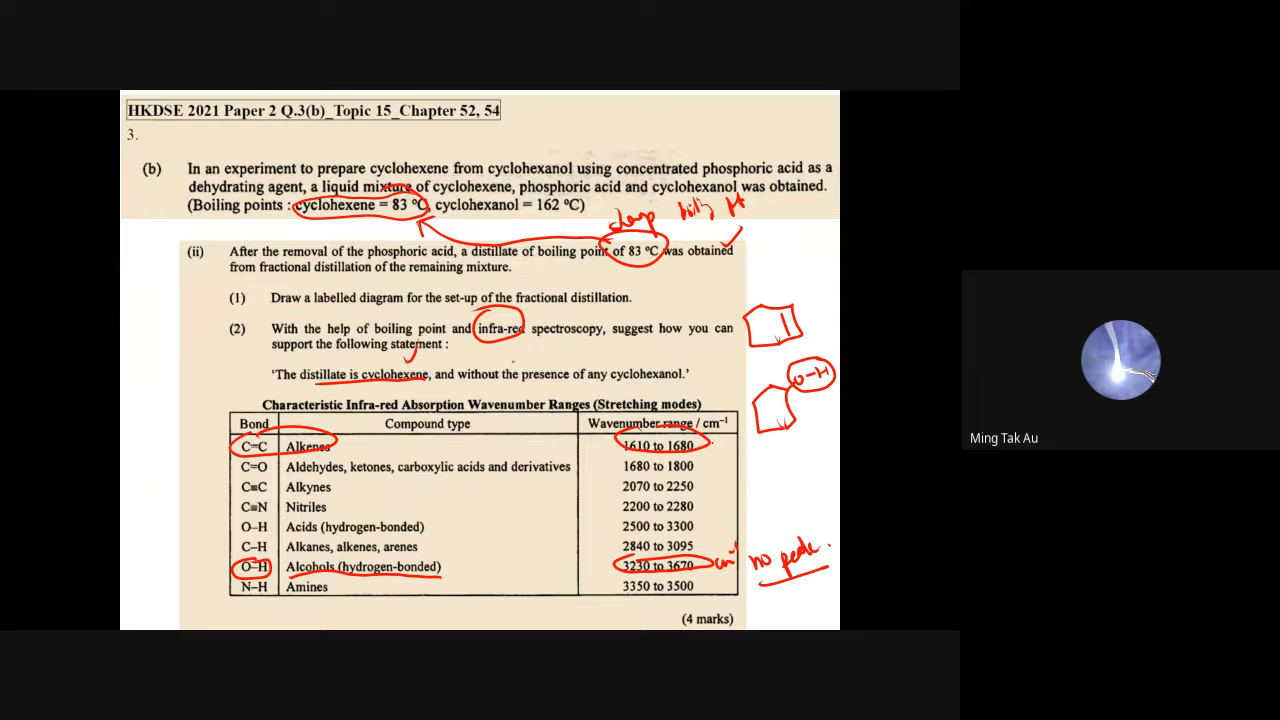 HKDSE 2021 Paper 2 Q.3(b)_Topic 15_Chapter 52, 54
3.
(b) In an experiment to prepare cyclohexene from cyclohexanol using concentrated phosphoric acid as a
dehydrating agent, a liquid mixture of cyclohexene, phosphoric acid and cyclohexanol was obtained.
(Boiling points : cyclohexene = 83 °C, cyclohexanol = 162 °C)
sharp boiling pt
(ii) After the removal of the phosphoric acid, a distillate of boiling point of 83 °C was obtained
from fractional distillation of the remaining mixture.
(1) Draw a labelled diagram for the set-up of the fractional distillation.
(2) With the help of boiling point and infra-red spectroscopy, suggest how you can
support the following statement :
'The distillate is cyclohexene, and without the presence of any cyclohexanol.'
O-H
Characteristic Infra-red Absorption Wavenumber Ranges (Stretching modes)
Bond Compound type Wavenumber range / cm⁻¹
C=C Alkenes 1610 to 1680
C=O Aldehydes, ketones, carboxylic acids and derivatives 1680 to 1800
C≡C Alkynes 2070 to 2250
C≡N Nitriles 2200 to 2280
O–H Acids (hydrogen-bonded) 2500 to 3300
C–H Alkanes, alkenes, arenes 2840 to 3095
O–H Alcohols (hydrogen-bonded) 3230 to 3670 cm⁻¹ no peak.
N–H Amines 3350 to 3500
(4 marks)
Ming Tak Au